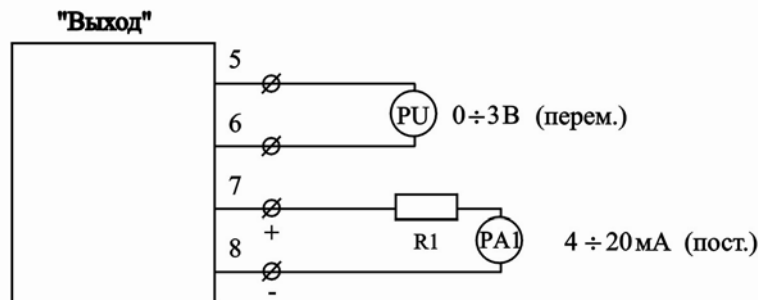 "Выход"
5
PU 0÷3В (перем.)
6
7
+
R1
PA1 4÷20мА (пост.)
8
-